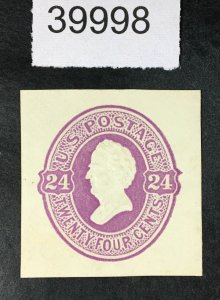 39998
U.S. POSTAGE
24 24
TWENTY FOUR CENTS